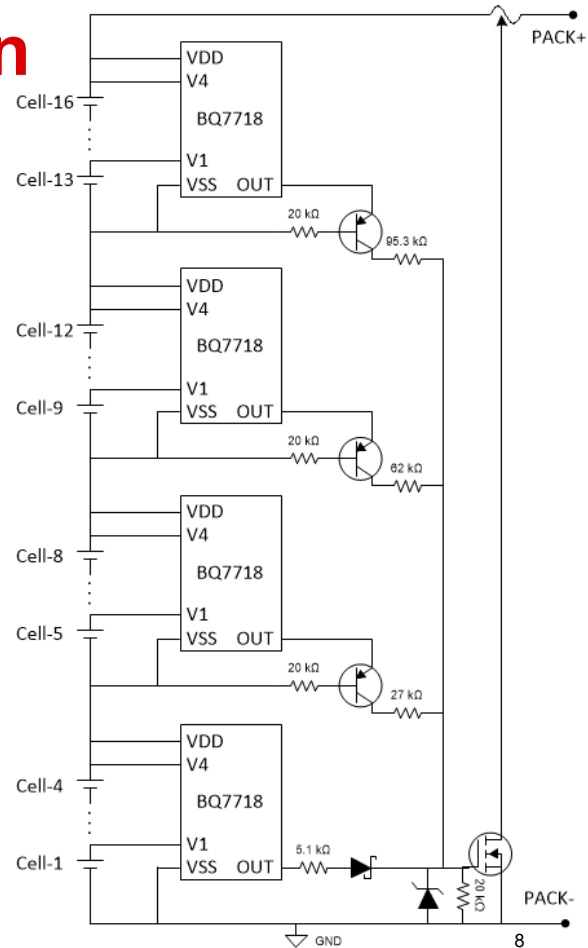 n
PACK+
VDD
V4
Cell-16
BQ7718
V1
Cell-13
VSS OUT
20 kΩ
95.3 kΩ
VDD
V4
Cell-12
BQ7718
V1
Cell-9
VSS OUT
20 kΩ
62 kΩ
VDD
V4
Cell-8
BQ7718
V1
Cell-5
VSS OUT
20 kΩ
27 kΩ
VDD
V4
Cell-4
BQ7718
5.1 kΩ
V1
Cell-1
VSS OUT
20 kΩ
PACK-
GND
8